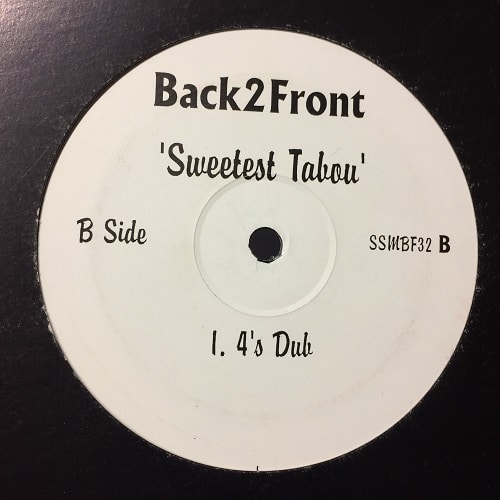 Back2Front
'Sweetest Tabou'
B Side
SSMBF32 B
1. 4's Dub